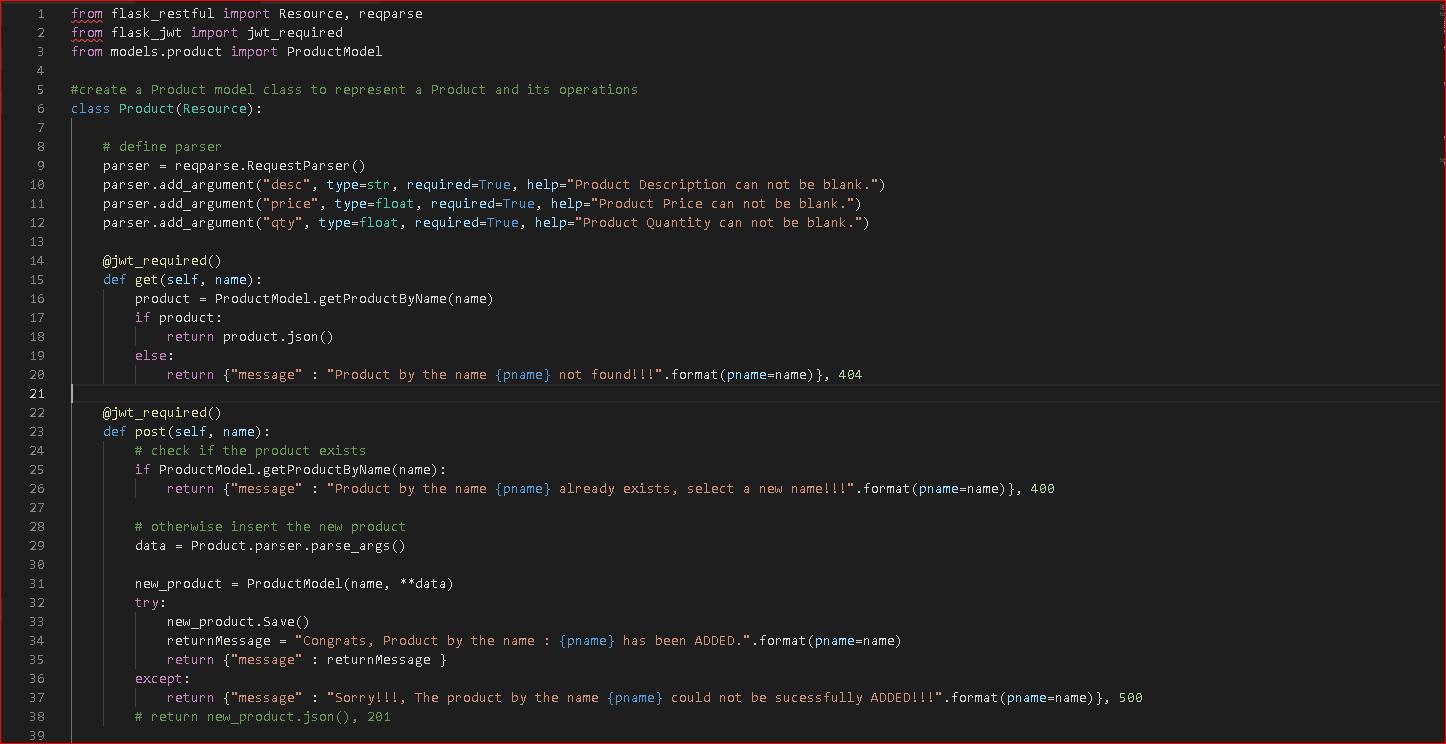 1 from flask_restful import Resource, reqparse
2 from flask_jwt import jwt_required
3 from models.product import ProductModel
4
5 #create a Product model class to represent a Product and its operations
6 class Product(Resource):
7
8     # define parser
9     parser = reqparse.RequestParser()
10     parser.add_argument("desc", type=str, required=True, help="Product Description can not be blank.")
11     parser.add_argument("price", type=float, required=True, help="Product Price can not be blank.")
12     parser.add_argument("qty", type=float, required=True, help="Product Quantity can not be blank.")
13
14     @jwt_required()
15     def get(self, name):
16         product = ProductModel.getProductByName(name)
17         if product:
18             return product.json()
19         else:
20             return {"message" : "Product by the name {pname} not found!!!".format(pname=name)}, 404
21
22     @jwt_required()
23     def post(self, name):
24         # check if the product exists
25         if ProductModel.getProductByName(name):
26             return {"message" : "Product by the name {pname} already exists, select a new name!!!".format(pname=name)}, 400
27
28         # otherwise insert the new product
29         data = Product.parser.parse_args()
30
31         new_product = ProductModel(name, **data)
32         try:
33             new_product.Save()
34             returnMessage = "Congrats, Product by the name : {pname} has been ADDED.".format(pname=name)
35             return {"message" : returnMessage }
36         except:
37             return {"message" : "Sorry!!!, The product by the name {pname} could not be sucessfully ADDED!!!".format(pname=name)}, 500
38         # return new_product.json(), 201
39